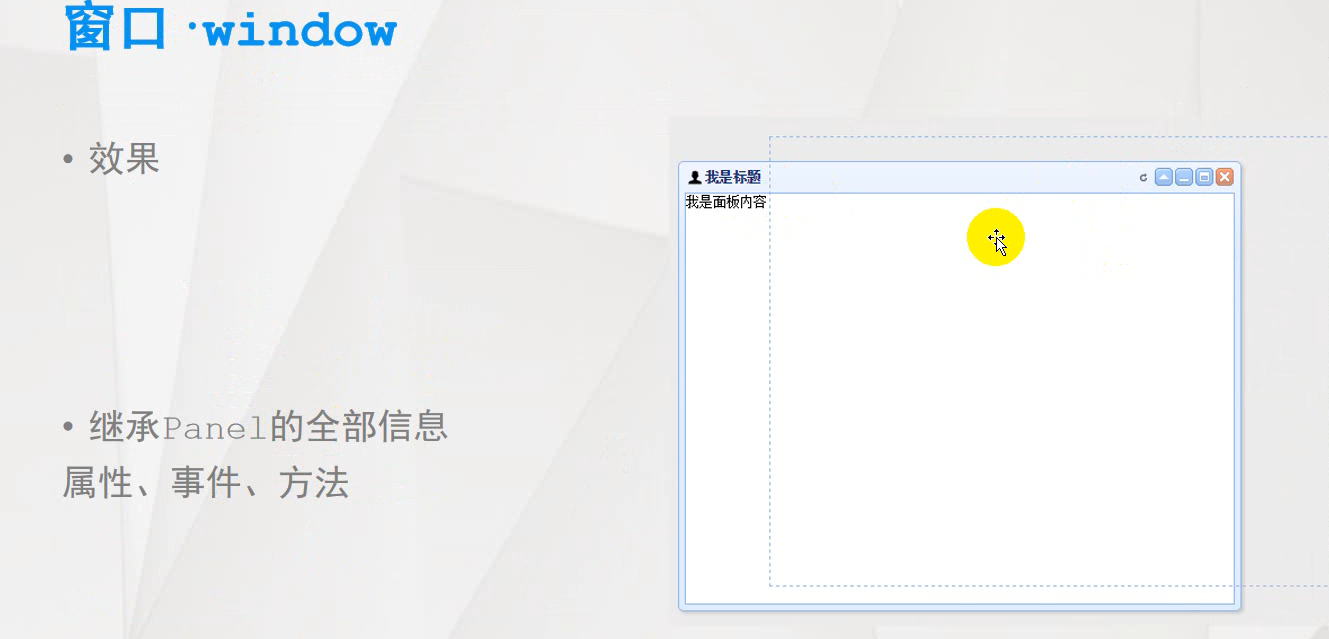 窗口·window
• 效果
我是标题
我是面板内容
• 继承Panel的全部信息
属性、事件、方法